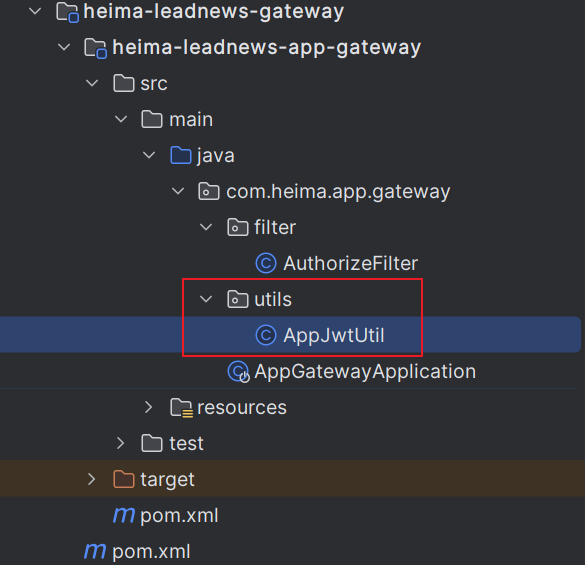 heima-leadnews-gateway
heima-leadnews-app-gateway
src
main
java
com.heima.app.gateway
filter
AuthorizeFilter
utils
AppJwtUtil
AppGatewayApplication
resources
test
target
pom.xml
pom.xml